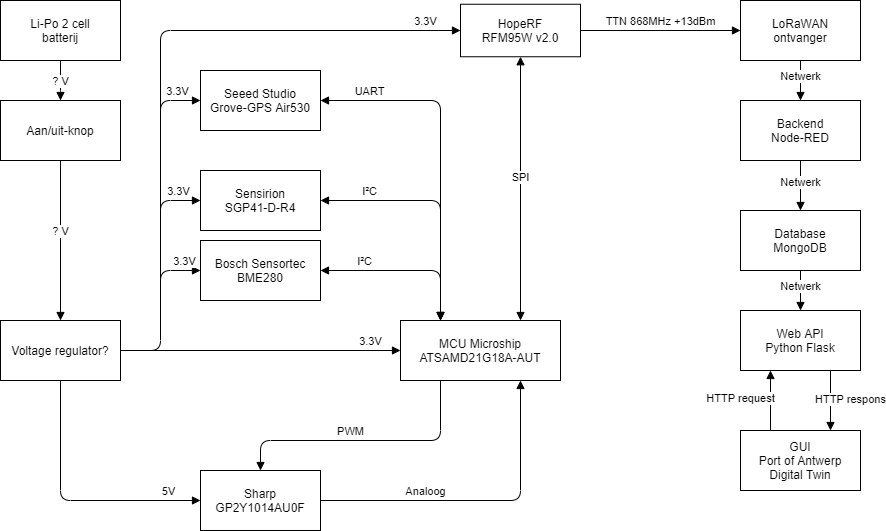 Li-Po 2 cell
batterij
? V
Aan/uit-knop
? V
Voltage regulator?
3.3V
HopeRF
RFM95W v2.0
TTN 868MHz +13dBm
LoRaWAN
ontvanger
3.3V
Seeed Studio
Grove-GPS Air530
UART
3.3V
Sensirion
SGP41-D-R4
I²C
3.3V
Bosch Sensortec
BME280
I²C
SPI
3.3V
MCU Microship
ATSAMD21G18A-AUT
PWM
5V
Sharp
GP2Y1014AU0F
Analoog
Netwerk
Backend
Node-RED
Netwerk
Database
MongoDB
Netwerk
Web API
Python Flask
HTTP request
HTTP respons
GUI
Port of Antwerp
Digital Twin